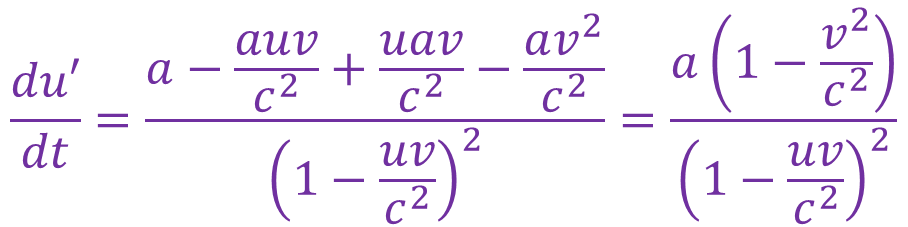 du′/dt = (a − auv/c² + uav/c² − av²/c²)/(1 − uv/c²)² = a(1 − v²/c²)/(1 − uv/c²)²